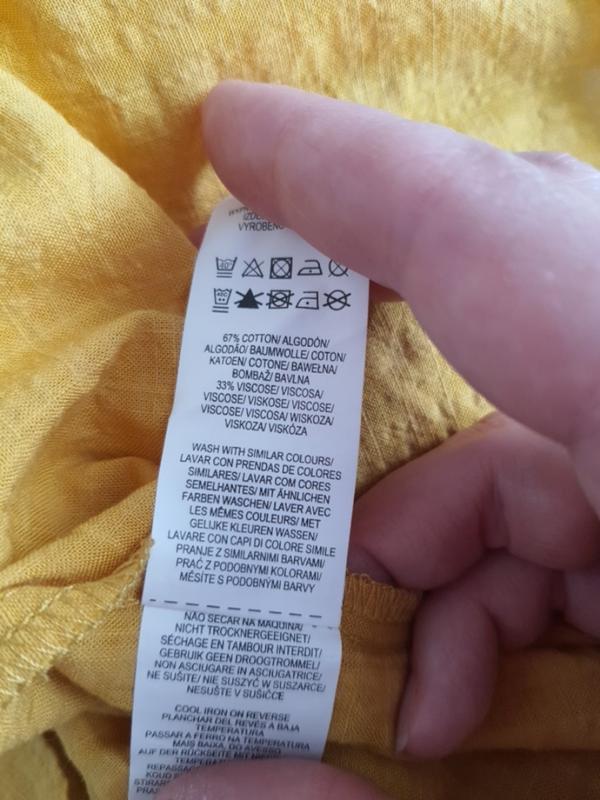 VYROBENO
67% COTTON/ ALGODÓN/
ALGODÃO/ BAUMWOLLE/ COTON/
KATOEN/ COTONE/ BAWEŁNA/
BOMBAŽ/ BAVLNA
33% VISCOSE/ VISCOSA/
VISCOSE/ VISKOSE/ VISCOSE/
VISCOSE/ VISCOSA/ WISKOZA/
VISKOZA/ VISKÓZA
WASH WITH SIMILAR COLOURS/
LAVAR CON PRENDAS DE COLORES
SIMILARES/ LAVAR COM CORES
SEMELHANTES/ MIT ÄHNLICHEN
FARBEN WASCHEN/ LAVER AVEC
LES MÊMES COULEURS/ MET
GELIJKE KLEUREN WASSEN/
LAVARE CON CAPI DI COLORE SIMILE
PRANJE Z SIMILARNIMI BARVAMI/
PRAĆ Z PODOBNYMI KOLORAMI/
MĚSÍTE S PODOBNÝMI BARVY
NÃO SECAR NA MÁQUINA/
NICHT TROCKNERGEEIGNET/
SÉCHAGE EN TAMBOUR INTERDIT/
GEBRUIK GEEN DROOGTROMMEL/
NON ASCIUGARE IN ASCIUGATRICE/
NE SUŠITE/ NIE SUSZYĆ W SUSZARCE/
NESUŠTE V SUŠIČCE
COOL IRON ON REVERSE
PLANCHAR DEL REVÉS A BAJA
TEMPERATURA
PASSAR A FERRO NA TEMPERATURA
MAIS BAIXA, DO AVESSO
AUF DER RÜCKSEITE MIT